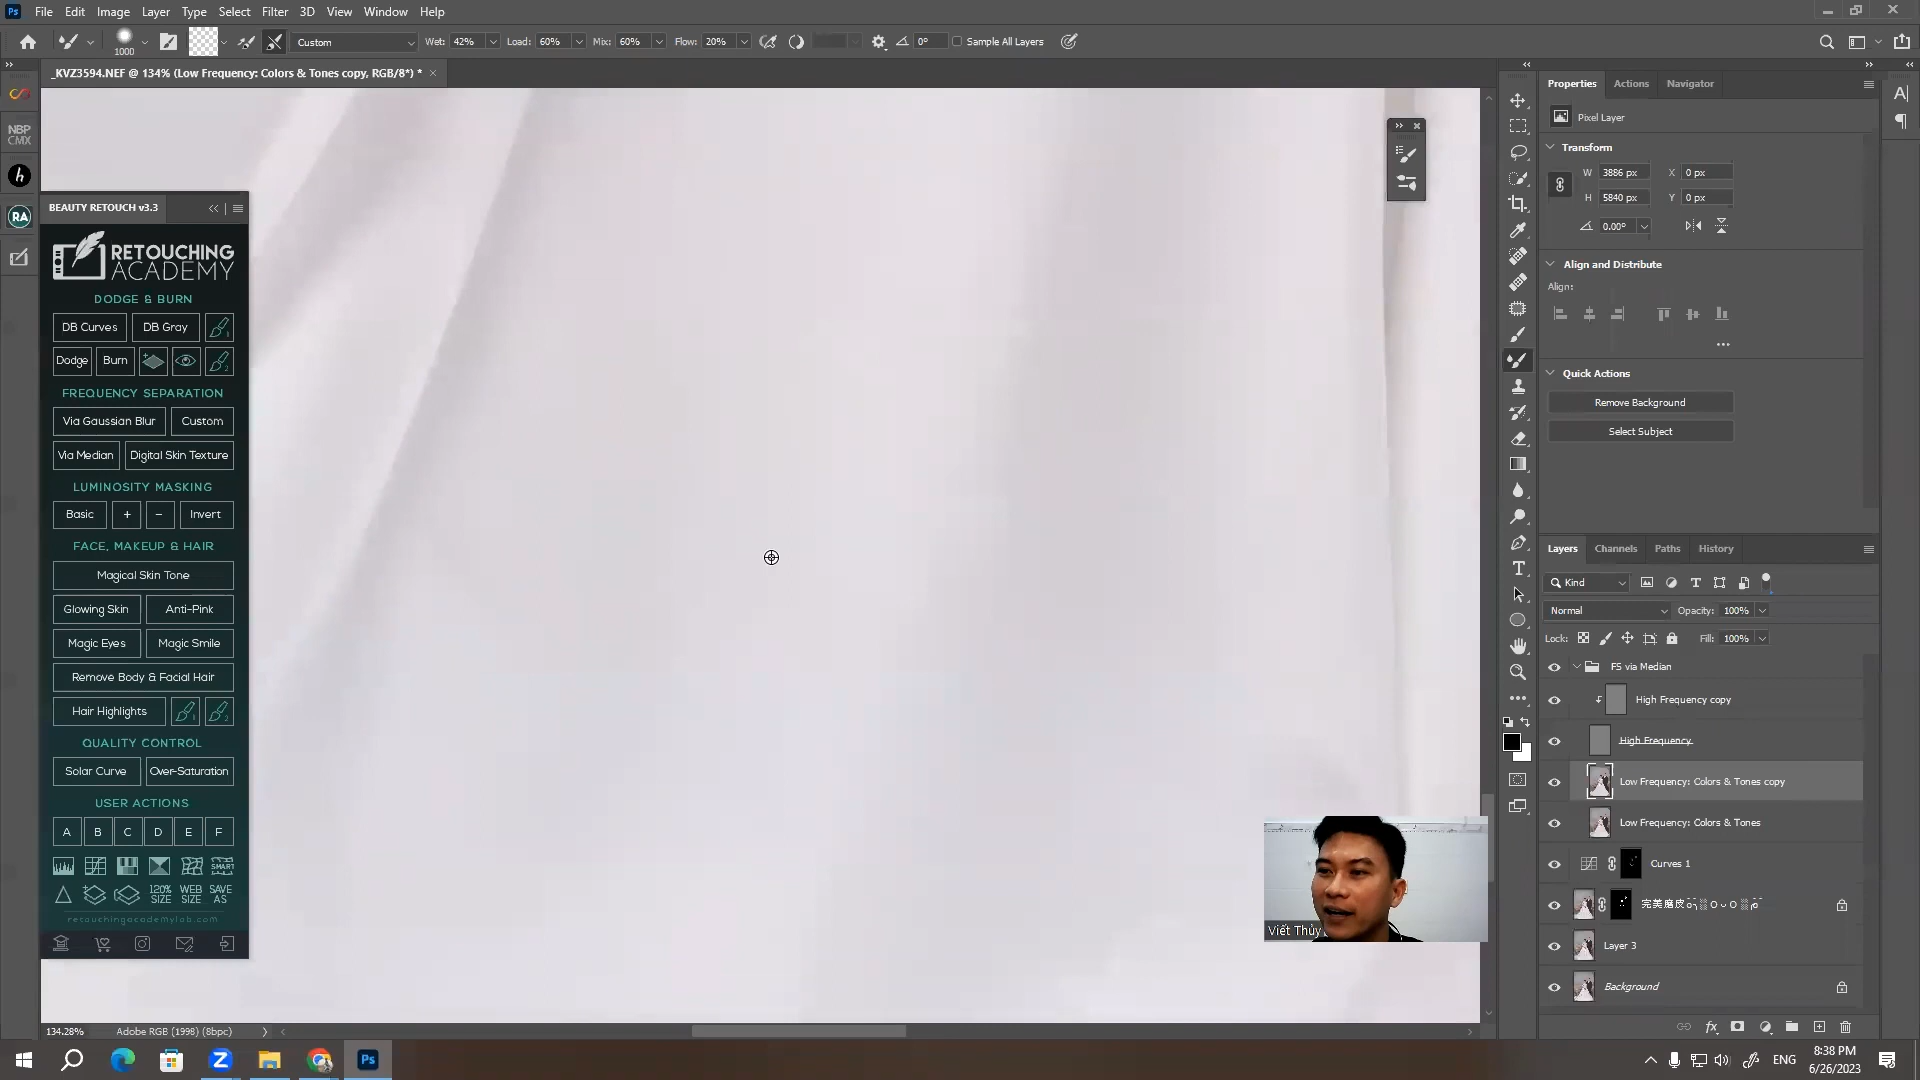 Ps File Edit Image Layer Type Select Filter 3D View Window Help
1000 Custom Wet: 42% Load: 60% Mix: 60% Flow: 20% 0° Sample All Layers
_KVZ3594.NEF @ 134% (Low Frequency: Colors & Tones copy, RGB/8*) * ×
NBP
CMX
h
RA
BEAUTY RETOUCH v3.3
RETOUCHING
ACADEMY
DODGE & BURN
DB Curves DB Gray
Dodge Burn
FREQUENCY SEPARATION
Via Gaussian Blur Custom
Via Median Digital Skin Texture
LUMINOSITY MASKING
Basic + − Invert
FACE, MAKEUP & HAIR
Magical Skin Tone
Glowing Skin Anti-Pink
Magic Eyes Magic Smile
Remove Body & Facial Hair
Hair Highlights
QUALITY CONTROL
Solar Curve Over-Saturation
USER ACTIONS
A B C D E F
SMART
120% SIZE WEB SIZE SAVE AS
retouchingacademylab.com
Properties Actions Navigator
Pixel Layer
Transform
W 3886 px X 0 px
H 5840 px Y 0 px
0.00°
Align and Distribute
Align:
Quick Actions
Remove Background
Select Subject
Layers Channels Paths History
Kind
Normal Opacity: 100%
Lock: Fill: 100%
FS via Median
High Frequency copy
High Frequency
Low Frequency: Colors & Tones copy
Low Frequency: Colors & Tones
Curves 1
完美磨皮
Layer 3
Background
Viết Thủy
134.28% Adobe RGB (1998) (8bpc)
ENG
8:38 PM
6/26/2023